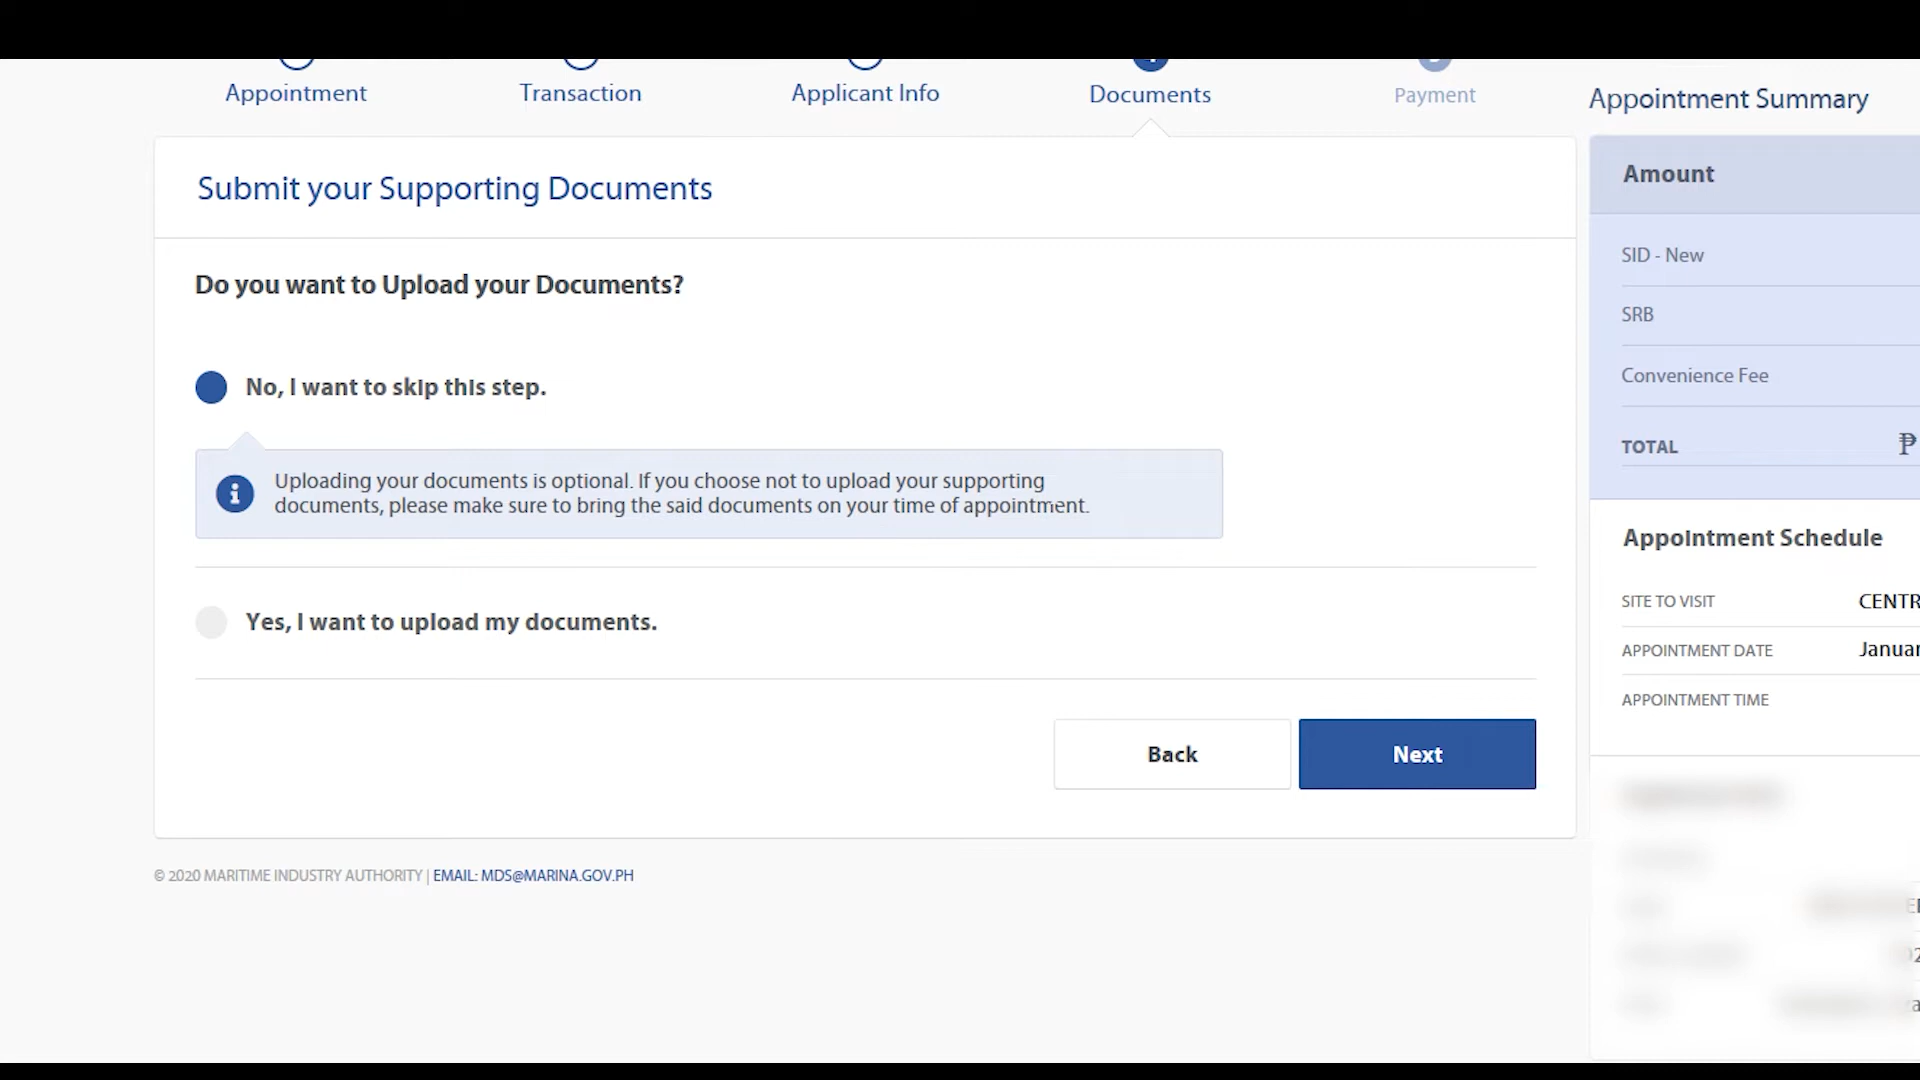 Appointment
Transaction
Applicant Info
Documents
Payment
Submit your Supporting Documents
Do you want to Upload your Documents?
No, I want to skip this step.
Uploading your documents is optional. If you choose not to upload your supporting
documents, please make sure to bring the said documents on your time of appointment.
Yes, I want to upload my documents.
Back
Next
© 2020 MARITIME INDUSTRY AUTHORITY | EMAIL: MDS@MARINA.GOV.PH
Appointment Summary
Amount
SID - New
SRB
Convenience Fee
TOTAL ₱
Appointment Schedule
SITE TO VISIT CENTR
APPOINTMENT DATE Januar
APPOINTMENT TIME